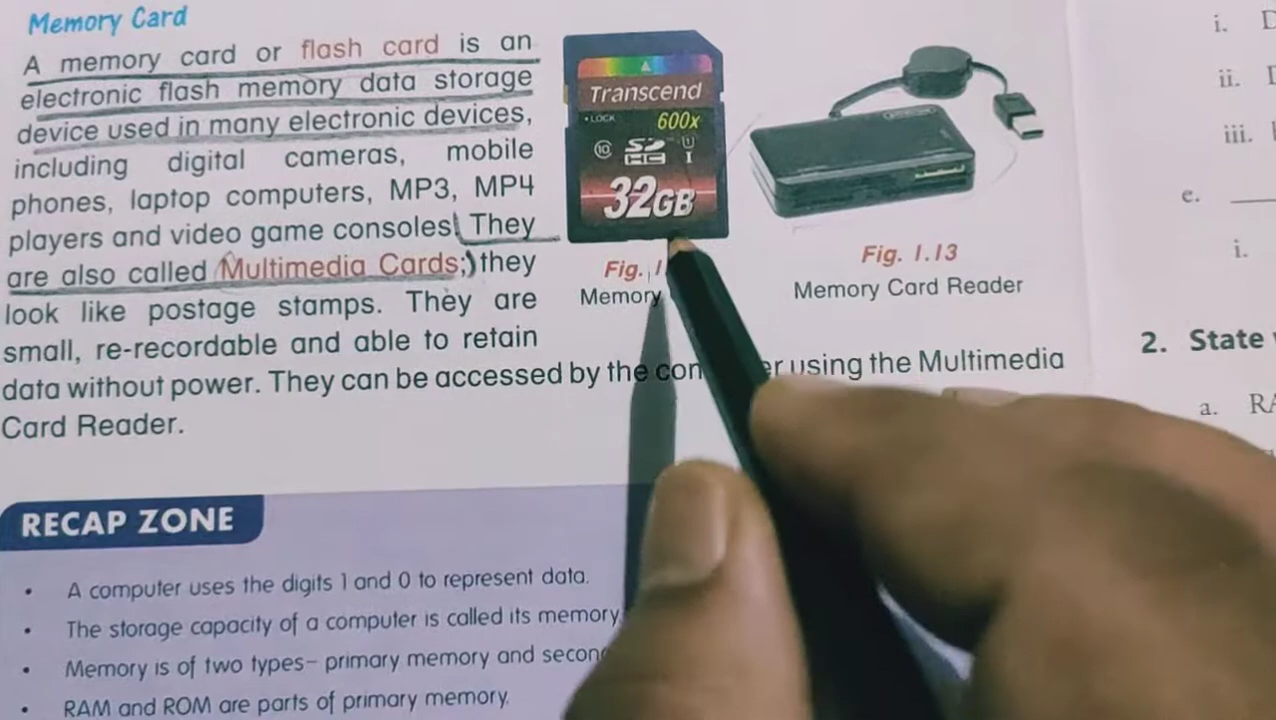 Memory Card
A memory card or flash card is an
electronic flash memory data storage
device used in many electronic devices,
including digital cameras, mobile
phones, laptop computers, MP3, MP4
players and video game consoles. They
are also called Multimedia Cards; they
look like postage stamps. They are
small, re-recordable and able to retain
data without power. They can be accessed by the using the Multimedia
Card Reader.
Transcend
LOCK
600x
10
SD
HC
I
32GB
Fig.
Memory
Fig. 1.13
Memory Card Reader
RECAP ZONE
• A computer uses the digits 1 and 0 to represent data.
• The storage capacity of a computer is called its memory
• Memory is of two types– primary memory and
• RAM and ROM are parts of primary memory.
i.
ii.
iii.
e.
i.
2. State
a.